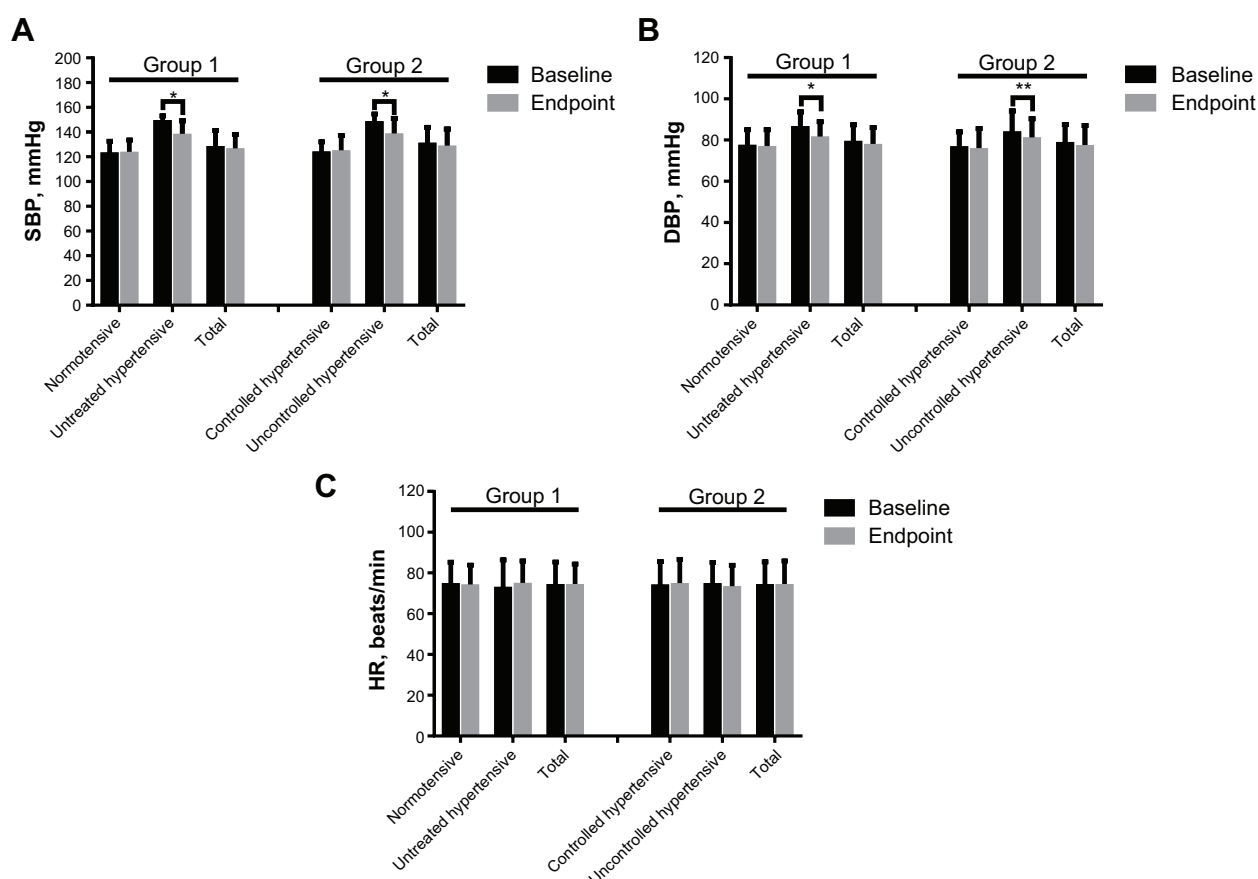 A
SBP, mmHg
200
180
160
140
120
100
80
60
40
20
0
Group 1
Group 2
*
*
Baseline
Endpoint
Normotensive
Untreated hypertensive
Total
Controlled hypertensive
Uncontrolled hypertensive
Total
B
DBP, mmHg
120
100
80
60
40
20
0
Group 1
Group 2
*
**
Baseline
Endpoint
Normotensive
Untreated hypertensive
Total
Controlled hypertensive
Uncontrolled hypertensive
Total
C
HR, beats/min
120
100
80
60
40
20
0
Group 1
Group 2
Baseline
Endpoint
Normotensive
Untreated hypertensive
Total
Controlled hypertensive
Uncontrolled hypertensive
Total